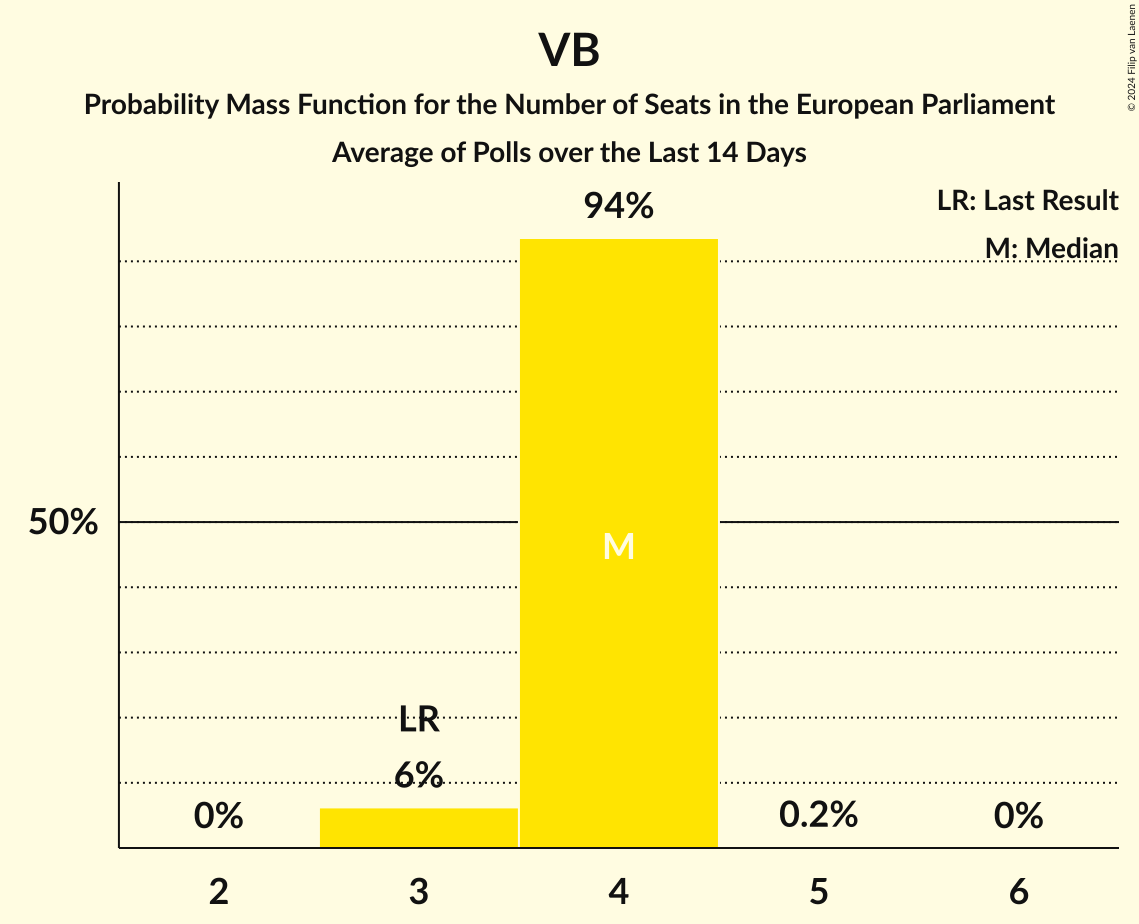 VB
Probability Mass Function for the Number of Seats in the European Parliament
Average of Polls over the Last 14 Days
© 2024 Filip van Laenen
LR: Last Result
M: Median
94%
50%
M
LR
6%
0%
0.2%
0%
2 3 4 5 6